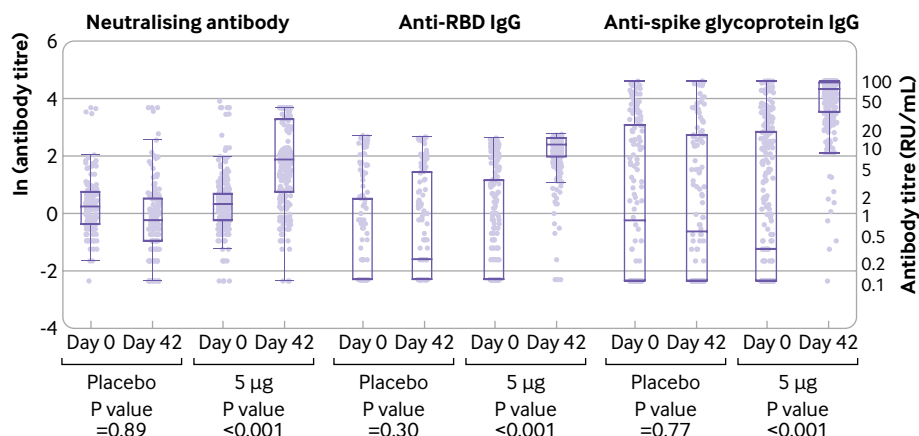 Neutralising antibody Anti-RBD IgG Anti-spike glycoprotein IgG
ln (antibody titre)
6
4
2
0
-2
-4
100
50
20
10
5
2
1
0.5
0.2
0.1
Antibody titre (RU/mL)
Day 0 Day 42 Day 0 Day 42 Day 0 Day 42 Day 0 Day 42 Day 0 Day 42 Day 0 Day 42
Placebo 5 µg Placebo 5 µg Placebo 5 µg
P value P value P value P value P value P value
=0.89 <0.001 =0.30 <0.001 =0.77 <0.001